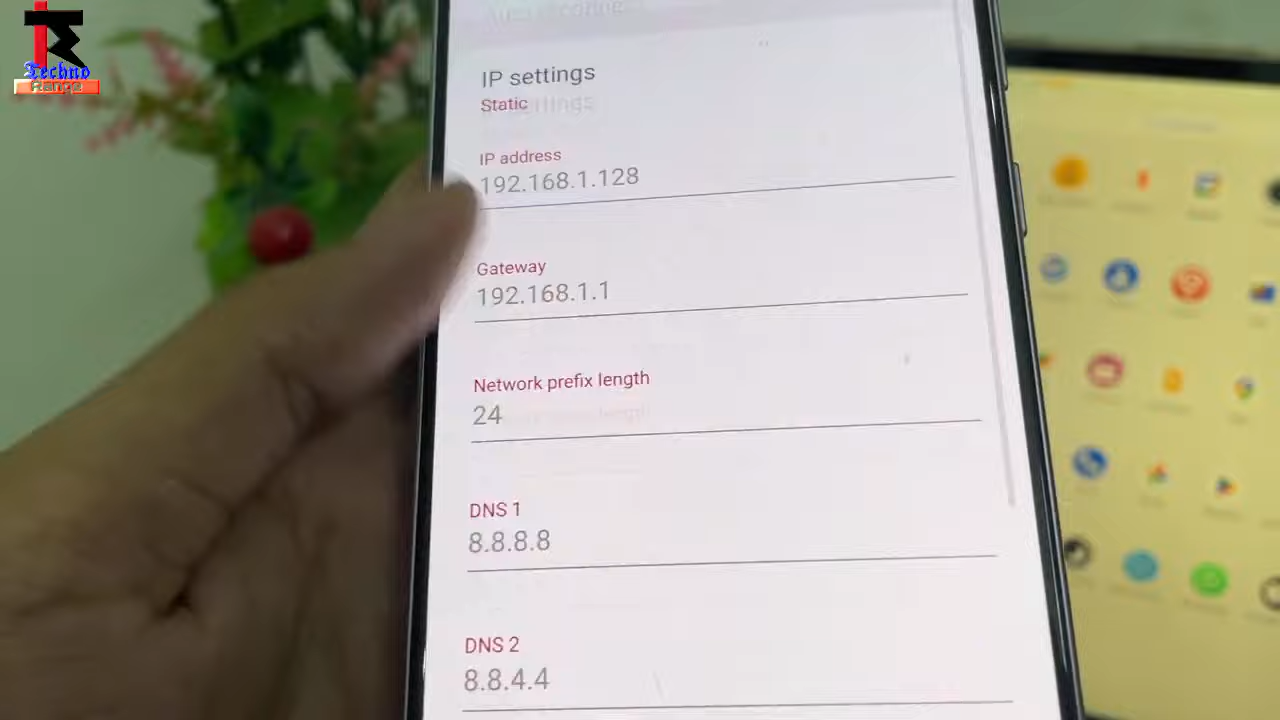 Techno
Range
IP settings
Static
IP address
192.168.1.128
Gateway
192.168.1.1
Network prefix length
24
DNS 1
8.8.8.8
DNS 2
8.8.4.4